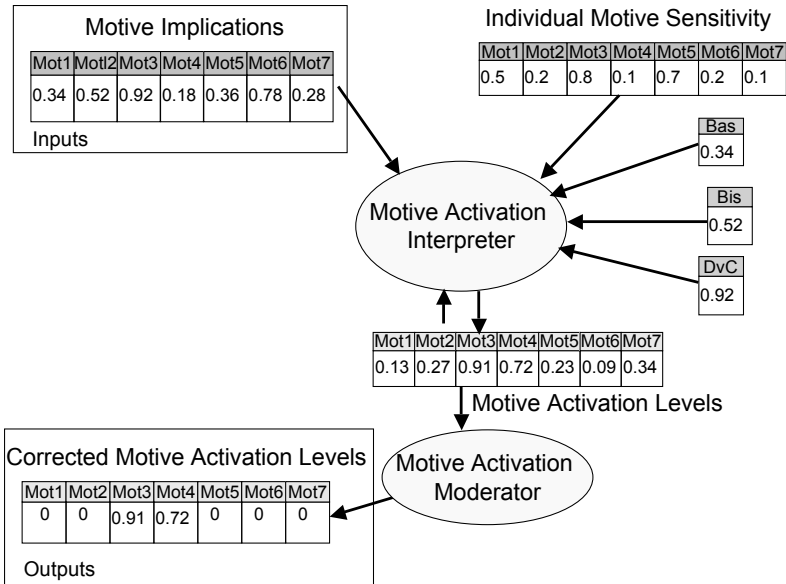 Motive Implications
Mot1 Motl2 Mot3 Mot4 Mot5 Mot6 Mot7
0.34 0.52 0.92 0.18 0.36 0.78 0.28
Inputs
Individual Motive Sensitivity
Mot1 Mot2 Mot3 Mot4 Mot5 Mot6 Mot7
0.5 0.2 0.8 0.1 0.7 0.2 0.1
Bas
0.34
Bis
0.52
DvC
0.92
Motive Activation
Interpreter
Mot1 Mot2 Mot3 Mot4 Mot5 Mot6 Mot7
0.13 0.27 0.91 0.72 0.23 0.09 0.34
Motive Activation Levels
Motive Activation
Moderator
Corrected Motive Activation Levels
Mot1 Mot2 Mot3 Mot4 Mot5 Mot6 Mot7
0 0 0.91 0.72 0 0 0
Outputs